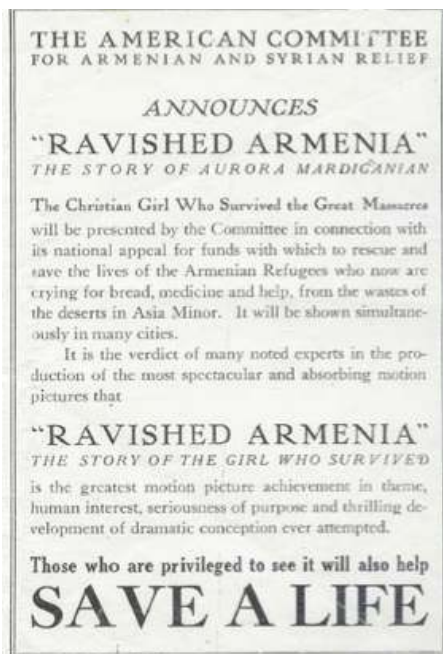 THE AMERICAN COMMITTEE
FOR ARMENIAN AND SYRIAN RELIEF
ANNOUNCES
"RAVISHED ARMENIA"
THE STORY OF AURORA MARDIGANIAN
The Christian Girl Who Survived the Great Massacres
will be presented by the Committee in connection with
its national appeal for funds with which to rescue and
save the lives of the Armenian Refugees who now are
crying for bread, medicine and help, from the wastes of
the deserts in Asia Minor. It will be shown simultane-
ously in many cities.
It is the verdict of many noted experts in the pro-
duction of the most spectacular and absorbing motion
pictures that
"RAVISHED ARMENIA"
THE STORY OF THE GIRL WHO SURVIVED
is the greatest motion picture achievement in theme,
human interest, seriousness of purpose and thrilling de-
velopment of dramatic conception ever attempted.
Those who are privileged to see it will also help
SAVE A LIFE